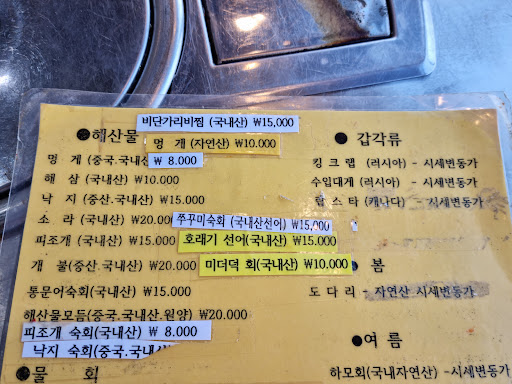 비단가리비찜 (국내산) ₩15,000
●해산물
명 개 (자연산) ₩10.000
명 게 (중국.국내산 ₩ 8.000
해 삼 (국내산) ₩10.000
낙 지 (중산.국내산) ₩15.000
소 라 (국내산) ₩20.00 쭈꾸미숙회 (국내산선어) ₩15,000
피조개 (국내산) ₩15.000 호래기 선어(국내산) ₩15.000
개 불(중산.국내산) ₩20.000 미더덕 회(국내산) ₩10,000
통문어숙회(국내산) ₩15.000
해산물모듬(중국.국내산.원양) ₩20.000
피조개 숙회(국내산) ₩ 8.000
낙지 숙회(중국.국내산
●물 회
● 갑각류
킹 크 랩 (러시아) - 시세변동가
수입대게 (러시아) - 시세변동가
랍 스 타 (캐나다) - 시세변동가
● 봄
도 다 리 - 자연산 시세변동가
●여 름
하모회(국내자연산) -시세변동가